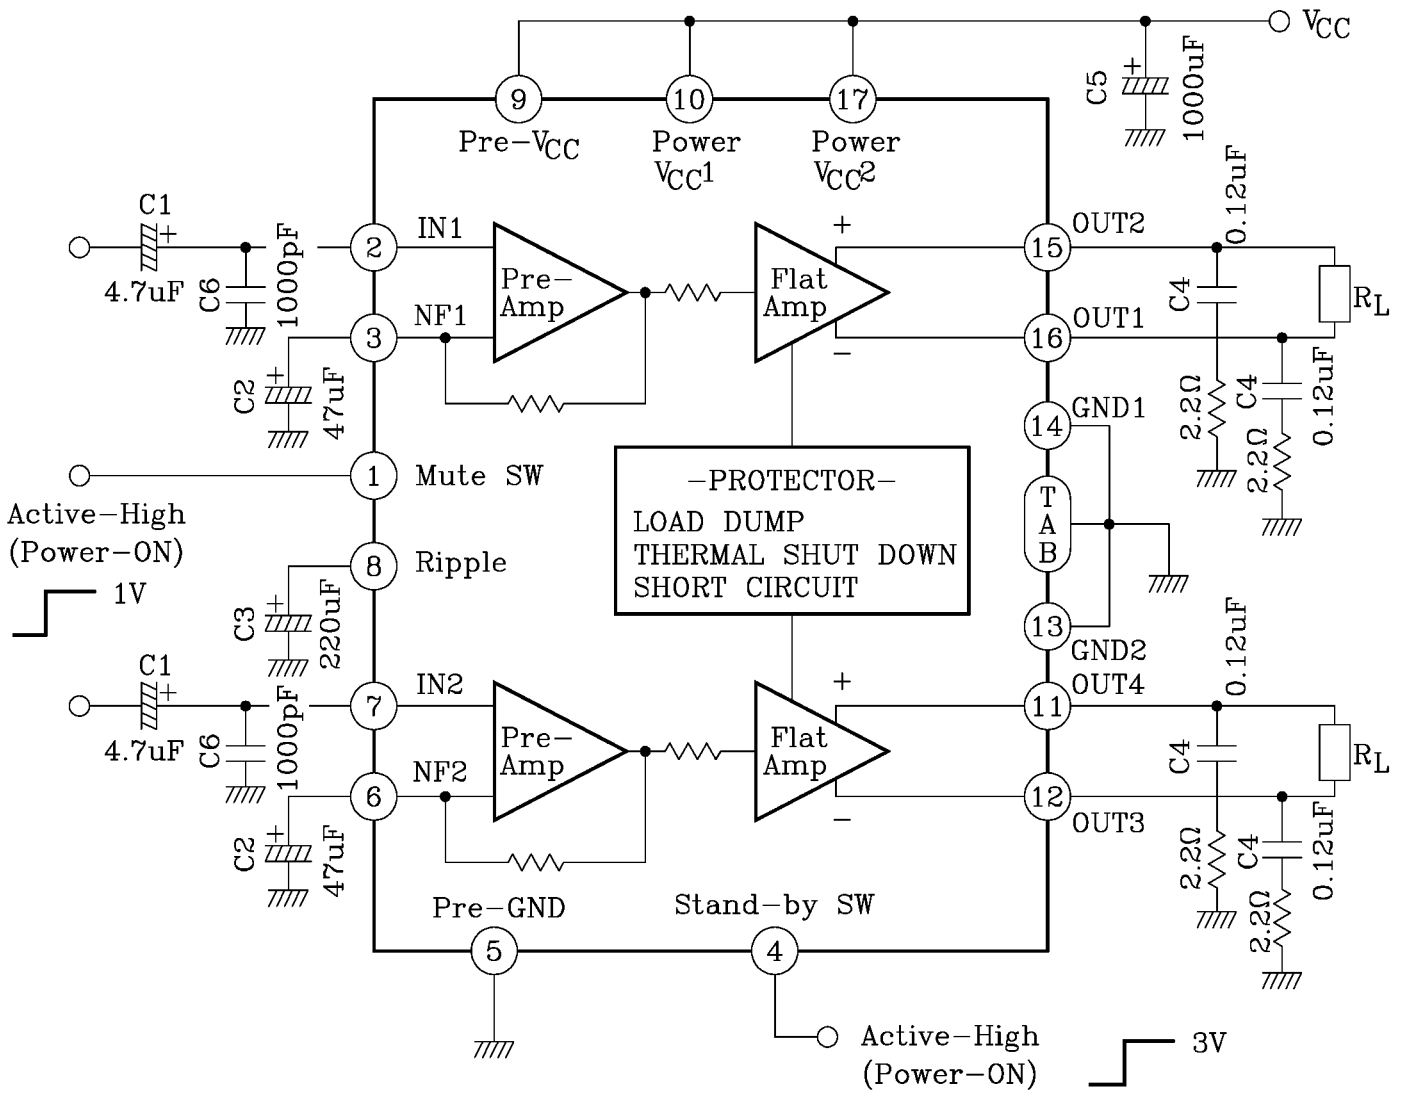 VCC
C5
+
1000uF
9
10
17
Pre-VCC
Power
VCC1
Power
VCC2
C1
+
4.7uF
C6
1000pF
2
IN1
Pre-
Amp
Flat
Amp
+
−
15
OUT2
0.12uF
C4
2.2Ω
RL
3
NF1
+
C2
47uF
16
OUT1
C4
0.12uF
2.2Ω
14
GND1
1
Mute SW
Active-High
(Power-ON)
1V
-PROTECTOR-
LOAD DUMP
THERMAL SHUT DOWN
SHORT CIRCUIT
T
A
B
8
Ripple
+
C3
220uF
13
GND2
C1
+
4.7uF
C6
1000pF
7
IN2
Pre-
Amp
Flat
Amp
+
−
OUT4
11
0.12uF
C4
2.2Ω
RL
6
NF2
+
C2
47uF
12
OUT3
C4
0.12uF
2.2Ω
Pre-GND
5
Stand-by SW
4
Active-High
(Power-ON)
3V